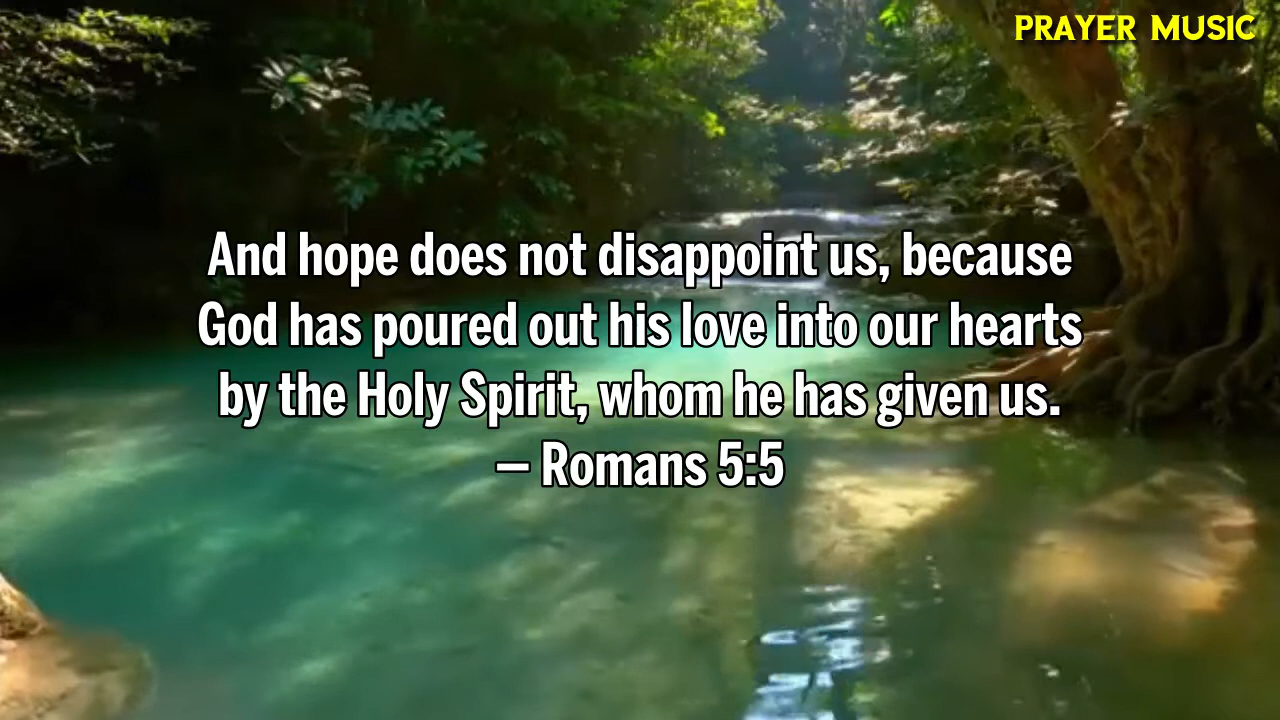 PRAYER MUSIC
And hope does not disappoint us, because
God has poured out his love into our hearts
by the Holy Spirit, whom he has given us.
– Romans 5:5